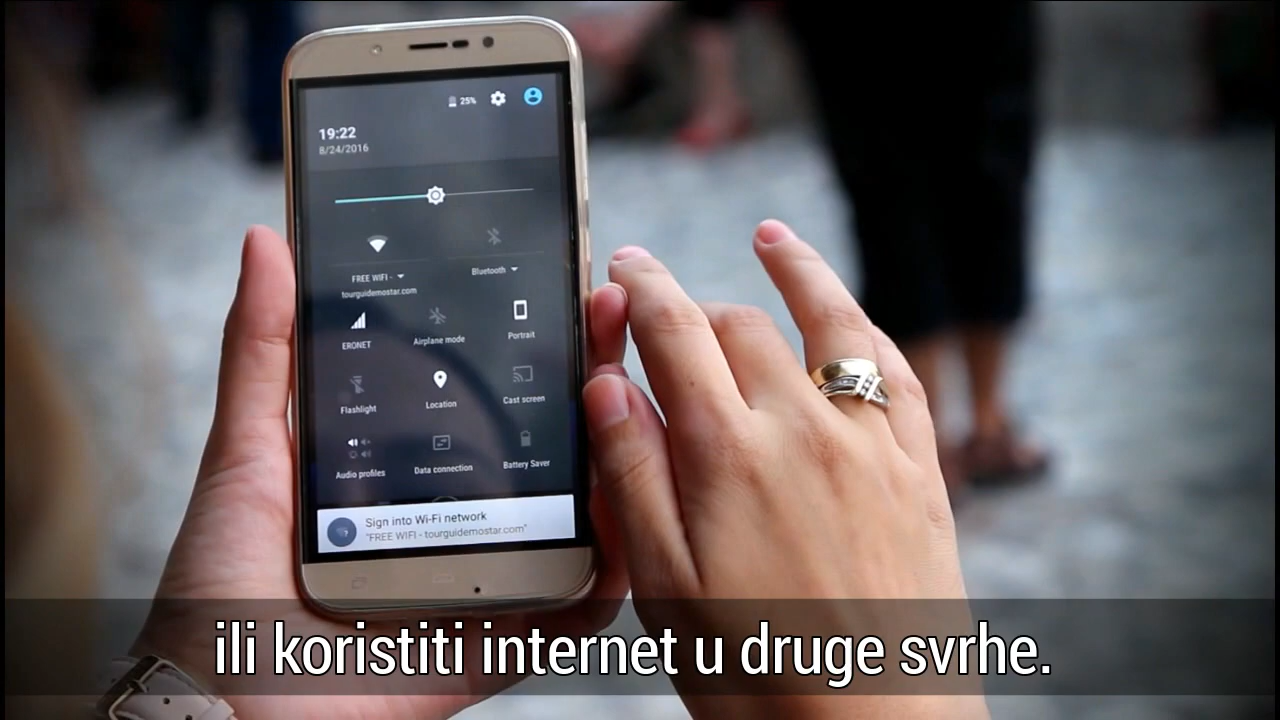 25%
19:22
8/24/2016
FREE WIFI -
tourguidemostar.com
Bluetooth
ERONET
Airplane mode
Portrait
Flashlight
Location
Cast screen
Audio profiles
Data connection
Battery Saver
Sign into Wi-Fi network
"FREE WIFI - tourguidemostar.com"
ili koristiti internet u druge svrhe.